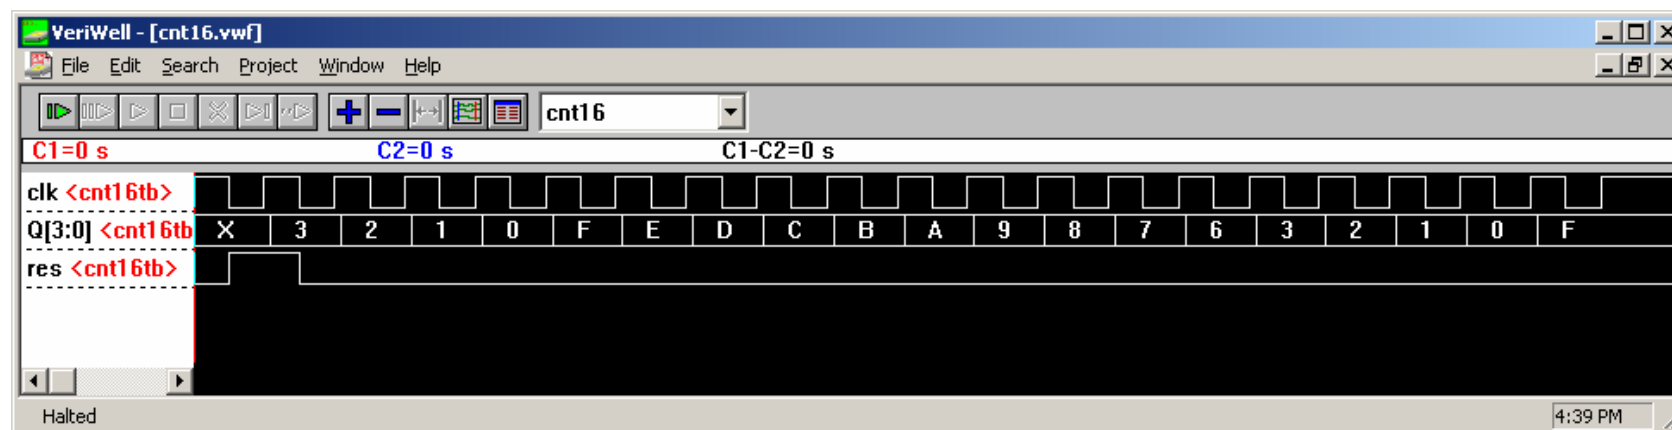 VeriWell - [cnt16.vwf]
File Edit Search Project Window Help
cnt16
C1=0 s C2=0 s C1-C2=0 s
clk <cnt16tb>
Q[3:0] <cnt16tb X 3 2 1 0 F E D C B A 9 8 7 6 3 2 1 0 F
res <cnt16tb>
Halted 4:39 PM